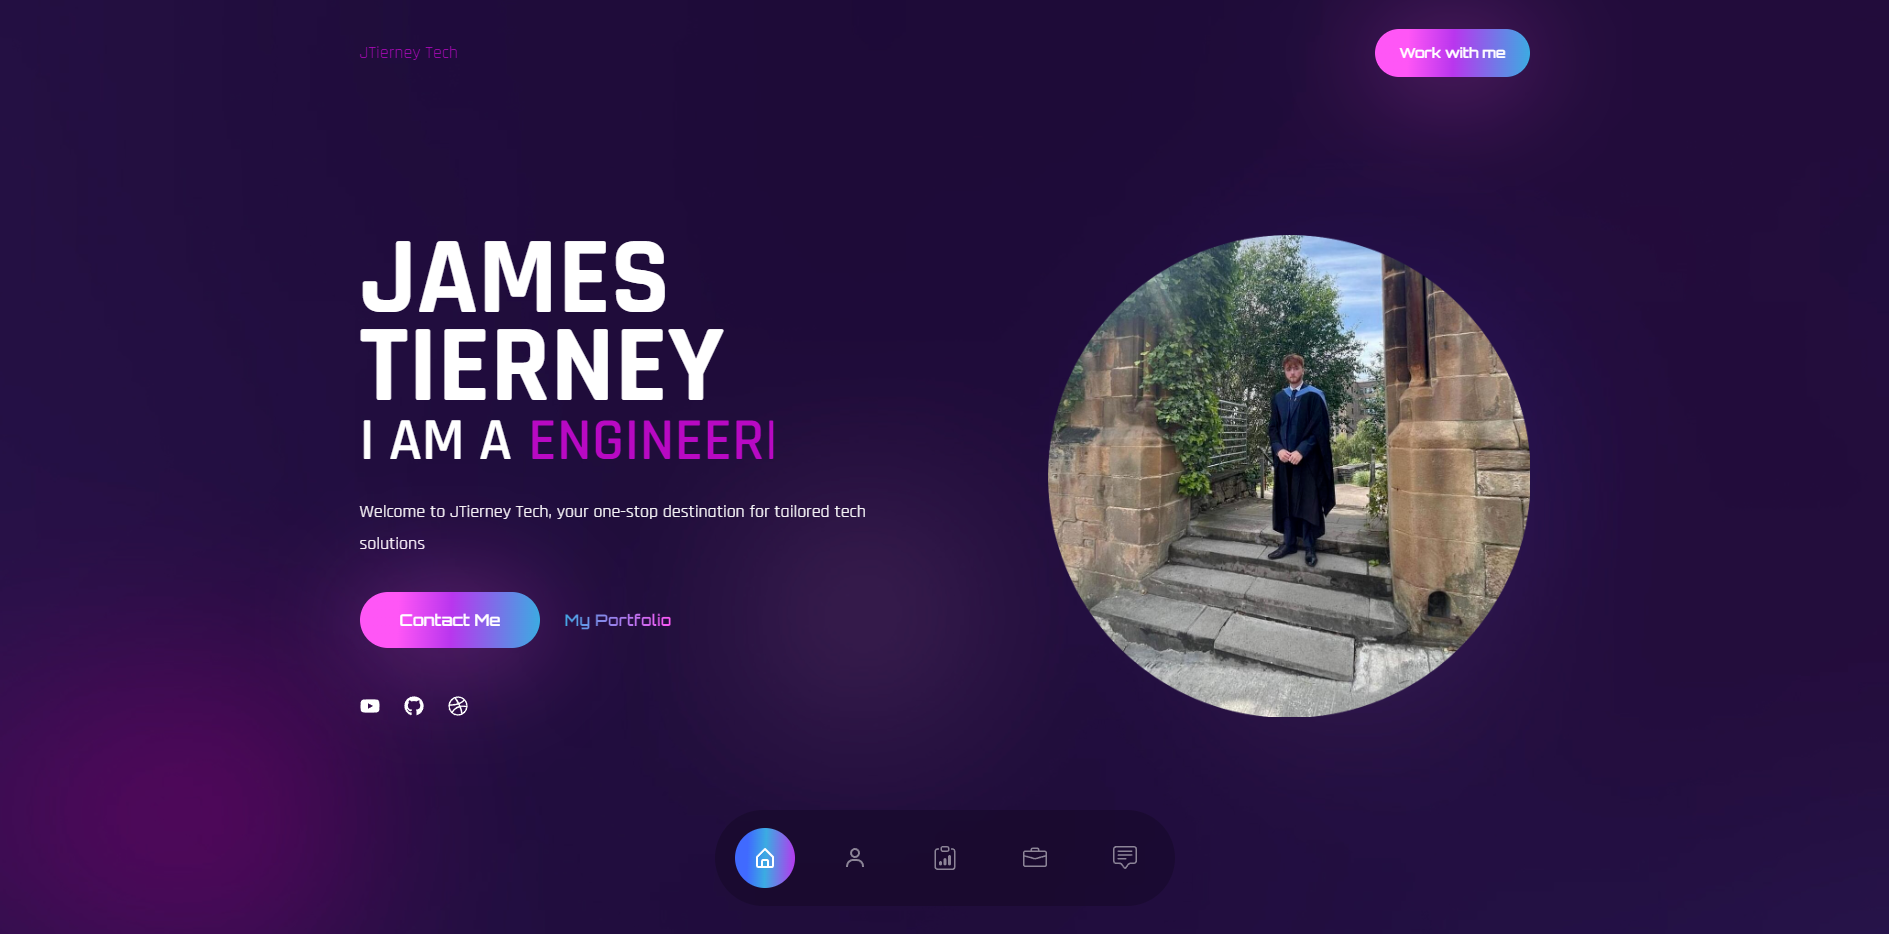 JTierney Tech
Work with me
JAMES
TIERNEY
I AM A ENGINEER|
Welcome to JTierney Tech, your one-stop destination for tailored tech
solutions
Contact Me
My Portfolio